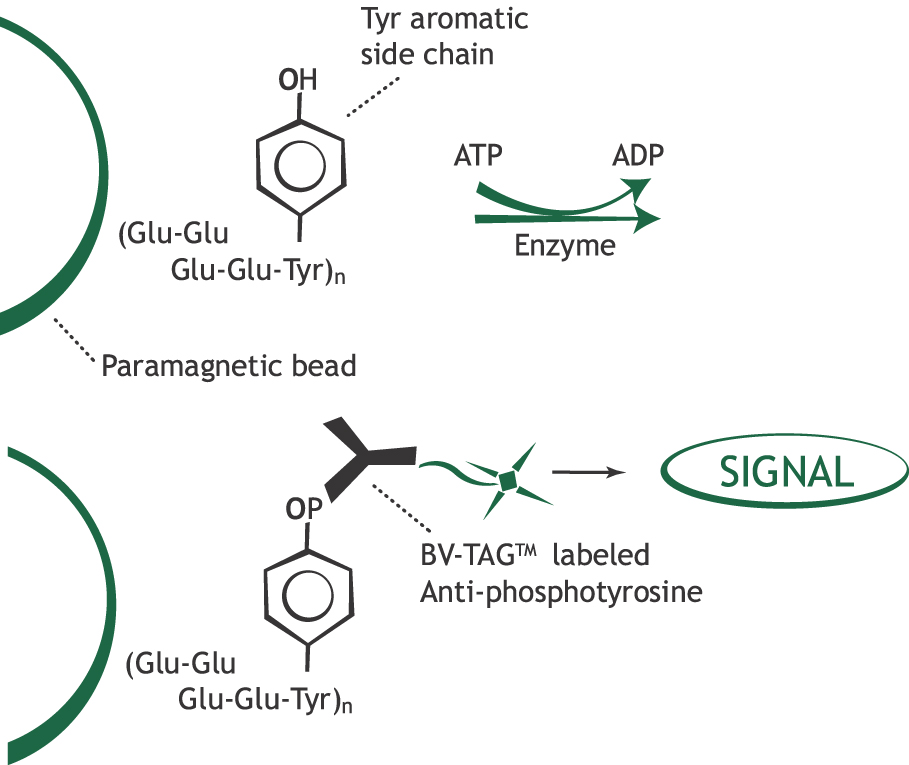 Tyr aromatic
side chain
OH
ATP
ADP
(Glu-Glu
Glu-Glu-Tyr)n
Enzyme
Paramagnetic bead
SIGNAL
OP
BV-TAG™ labeled
Anti-phosphotyrosine
(Glu-Glu
Glu-Glu-Tyr)n